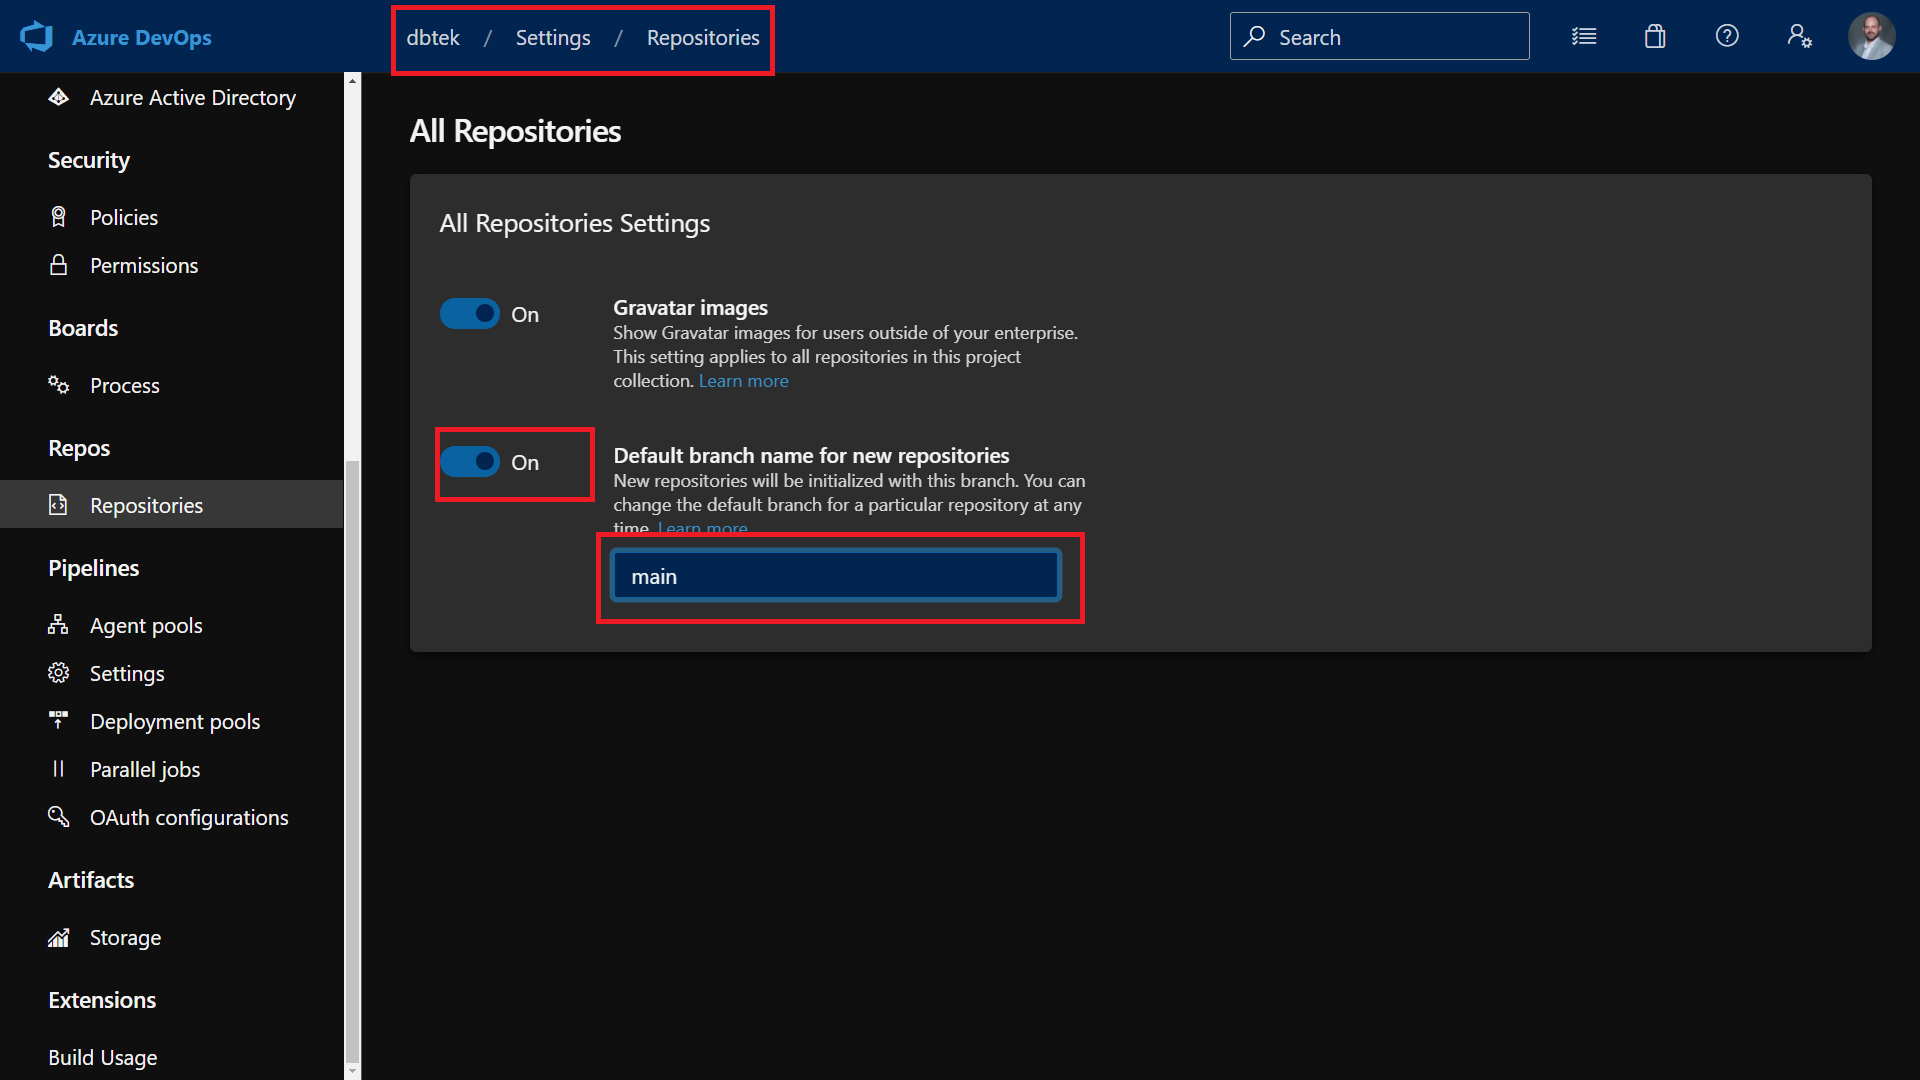 Azure DevOps
dbtek / Settings / Repositories
Search
Azure Active Directory
Security
Policies
Permissions
Boards
Process
Repos
Repositories
Pipelines
Agent pools
Settings
Deployment pools
Parallel jobs
OAuth configurations
Artifacts
Storage
Extensions
Build Usage
All Repositories
All Repositories Settings
On
Gravatar images
Show Gravatar images for users outside of your enterprise.
This setting applies to all repositories in this project
collection. Learn more
On
Default branch name for new repositories
New repositories will be initialized with this branch. You can
change the default branch for a particular repository at any
time. Learn more
main